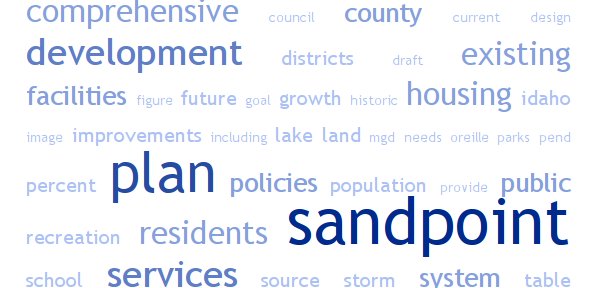 comprehensive council county current design
development districts draft existing
facilities figure future goal growth historic housing idaho
image improvements including lake land mgd needs oreille parks pend
percent plan policies population provide public
recreation residents sandpoint
school services source storm system table